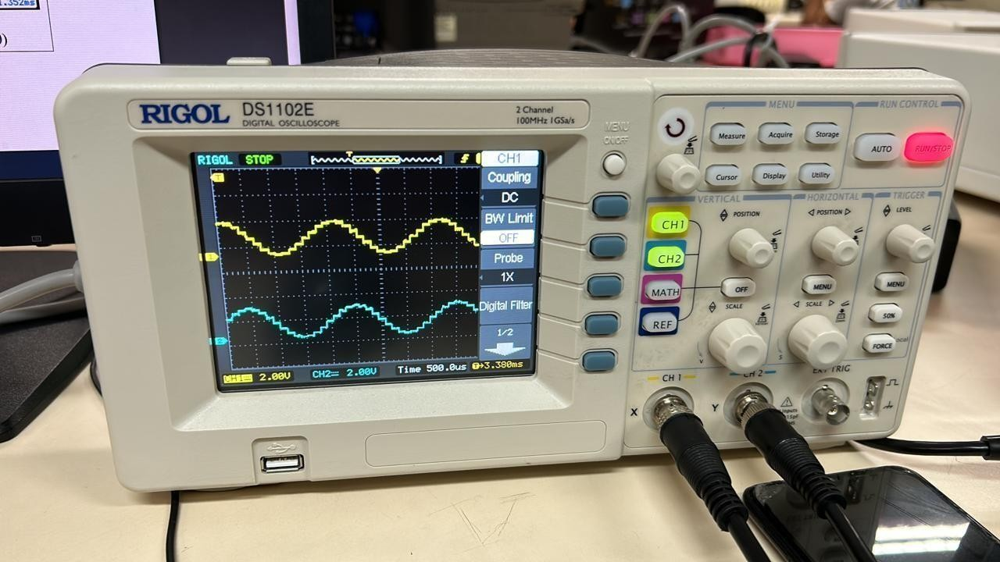 1.352ms
)
RIGOL DS1102E
DIGITAL OSCILLOSCOPE
2 Channel
100MHz 1GSa/s
MENU
ON/OFF
RIGOL STOP
T
T
CH1
Coupling
DC
BW Limit
OFF
Probe
1X
Digital Filter
1/2
1
2
2.00V
CH2 2.00V
Time 500.0us
T→3.380ms
MENU
Measure
Acquire
Storage
Cursor
Display
Utility
RUN CONTROL
AUTO
RUN/STOP
VERTICAL
POSITION
CH1
CH2
MATH
REF
OFF
SCALE
V
HORIZONTAL
POSITION
MENU
SCALE
S
TRIGGER
LEVEL
MENU
50%
FORCE
CH 1
CH 2
EXT TRIG
X
Y